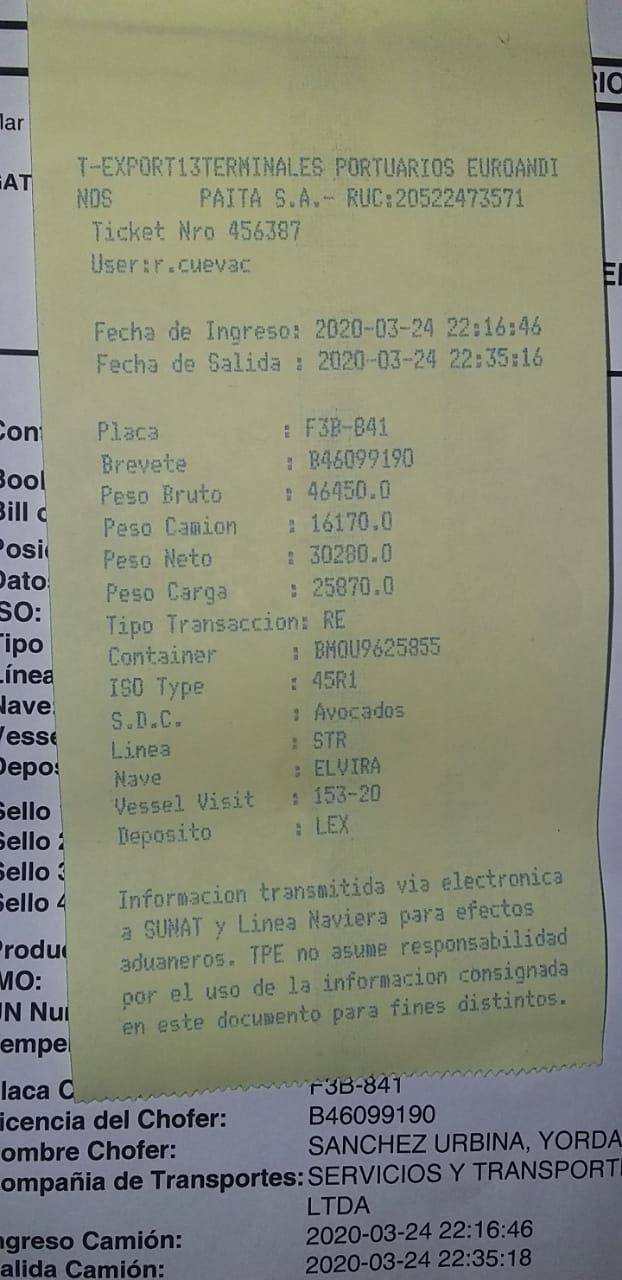 T-EXPORT13TERMINALES PORTUARIOS EUROANDI
NOS PAITA S.A.- RUC:20522473571
Ticket Nro 456387
User:r.cuevac
Fecha de Ingreso: 2020-03-24 22:16:46
Fecha de Salida : 2020-03-24 22:35:16
Placa : F3B-841
Brevete : B46099190
Peso Bruto : 46450.0
Peso Camion : 16170.0
Peso Neto : 30280.0
Peso Carga : 25870.0
Tipo Transaccion: RE
Container : BMOU9625855
ISO Type : 45R1
S.D.C. : Avocados
Linea : STR
Nave : ELVIRA
Vessel Visit : 153-20
Deposito : LEX
Informacion transmitida via electronica
a SUNAT y Linea Naviera para efectos
aduaneros. TPE no asume responsabilidad
por el uso de la informacion consignada
en este documento para fines distintos.
laca C F3B-841
icencia del Chofer: B46099190
ombre Chofer: SANCHEZ URBINA, YORDA
ompañia de Transportes: SERVICIOS Y TRANSPORT
LTDA
ngreso Camión: 2020-03-24 22:16:46
alida Camión: 2020-03-24 22:35:18